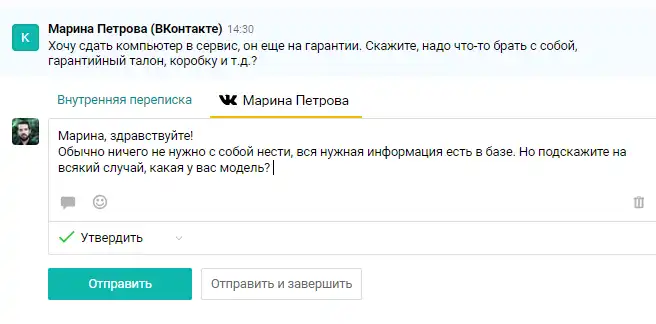 Марина Петрова (ВКонтакте) 14:30
К
Хочу сдать компьютер в сервис, он еще на гарантии. Скажите, надо что-то брать с собой,
гарантийный талон, коробку и т.д.?
Внутренняя переписка Марина Петрова
Марина, здравствуйте!
Обычно ничего не нужно с собой нести, вся нужная информация есть в базе. Но подскажите на
всякий случай, какая у вас модель?
Утвердить
Отправить Отправить и завершить